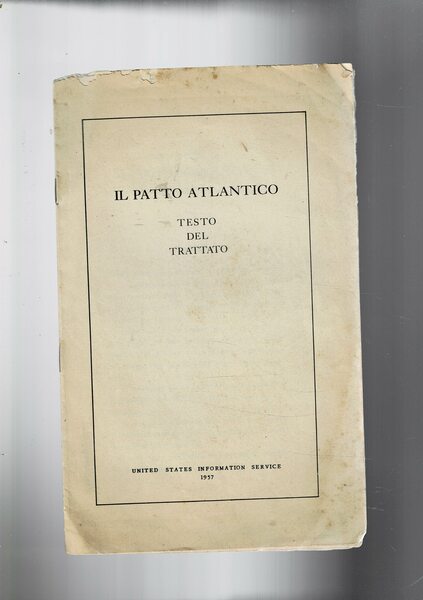 IL PATTO ATLANTICO
TESTO
DEL
TRATTATO
UNITED STATES INFORMATION SERVICE
1957